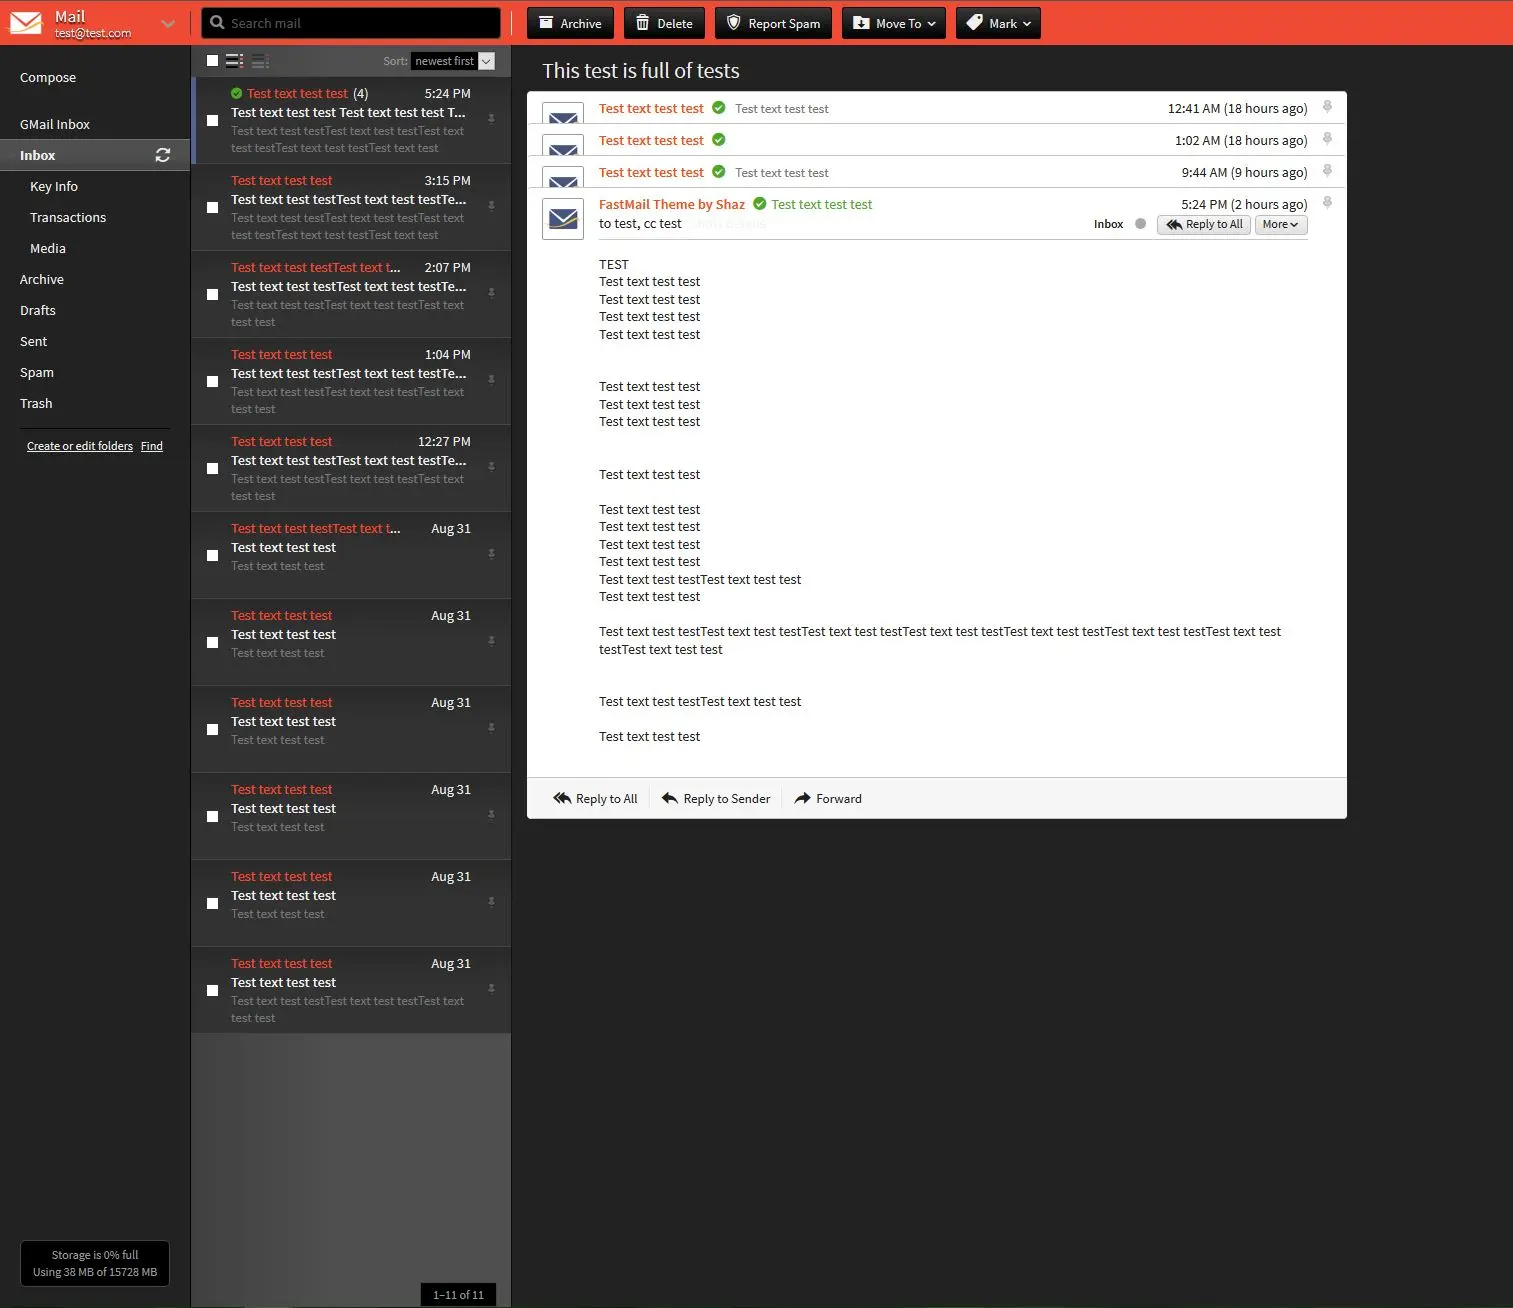 Mail
test@test.com
Search mail
Archive
Delete
Report Spam
Move To
Mark
Compose
GMail Inbox
Inbox
Key Info
Transactions
Media
Archive
Drafts
Sent
Spam
Trash
Create or edit folders Find
Storage is 0% full
Using 38 MB of 15728 MB
Sort: newest first
Test text test test (4) 5:24 PM
Test text test test Test text test test T...
Test text test testTest text test testTest text
test testTest text test testTest text test
Test text test test 3:15 PM
Test text test testTest text test testTe...
Test text test testTest text test testTest text
test testTest text test testTest text test
Test text test testTest text t... 2:07 PM
Test text test testTest text test testTe...
Test text test testTest text test testTest text
test test
Test text test test 1:04 PM
Test text test testTest text test testTe...
Test text test testTest text test testTest text
test test
Test text test test 12:27 PM
Test text test testTest text test testTe...
Test text test testTest text test testTest text
test test
Test text test testTest text t... Aug 31
Test text test test
Test text test test
Test text test test Aug 31
Test text test test
Test text test test
Test text test test Aug 31
Test text test test
Test text test test
Test text test test Aug 31
Test text test test
Test text test test
Test text test test Aug 31
Test text test test
Test text test test
Test text test test Aug 31
Test text test test
Test text test testTest text test testTest text
test test
1–11 of 11
This test is full of tests
Test text test test Test text test test 12:41 AM (18 hours ago)
Test text test test 1:02 AM (18 hours ago)
Test text test test Test text test test 9:44 AM (9 hours ago)
FastMail Theme by Shaz Test text test test 5:24 PM (2 hours ago)
to test, cc test show details Inbox Reply to All More
TEST
Test text test test
Test text test test
Test text test test
Test text test test
Test text test test
Test text test test
Test text test test
Test text test test
Test text test test
Test text test test
Test text test test
Test text test test
Test text test testTest text test test
Test text test test
Test text test testTest text test testTest text test testTest text test testTest text test testTest text test testTest text test
testTest text test test
Test text test testTest text test test
Test text test test
Reply to All Reply to Sender Forward